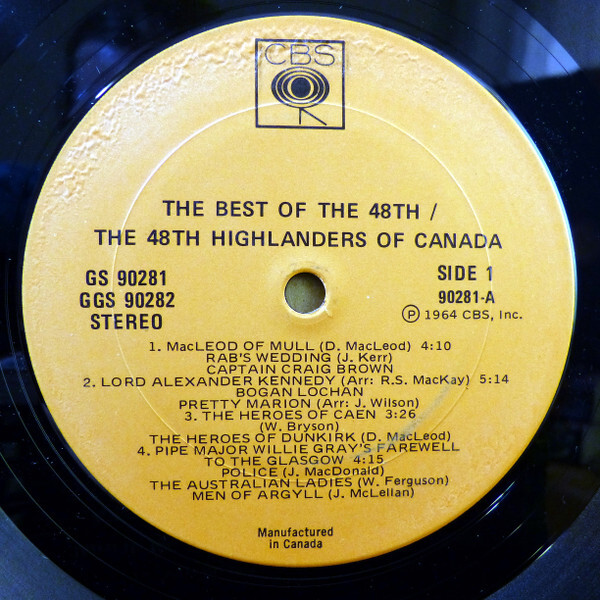 CBS
THE BEST OF THE 48TH /
THE 48TH HIGHLANDERS OF CANADA
GS 90281
GGS 90282
STEREO
SIDE 1
90281-A
Ⓟ 1964 CBS, Inc.
1. MacLEOD OF MULL (D. MacLeod) 4:10
RAB'S WEDDING (J. Kerr)
CAPTAIN CRAIG BROWN
2. LORD ALEXANDER KENNEDY (Arr: R.S. MacKay) 5:14
BOGAN LOCHAN
PRETTY MARION (Arr: J. Wilson)
3. THE HEROES OF CAEN 3:26
(W. Bryson)
THE HEROES OF DUNKIRK (D. MacLeod)
4. PIPE MAJOR WILLIE GRAY'S FAREWELL
TO THE GLASGOW 4:15
POLICE (J. MacDonald)
THE AUSTRALIAN LADIES (W. Ferguson)
MEN OF ARGYLL (J. McLellan)
Manufactured
in Canada